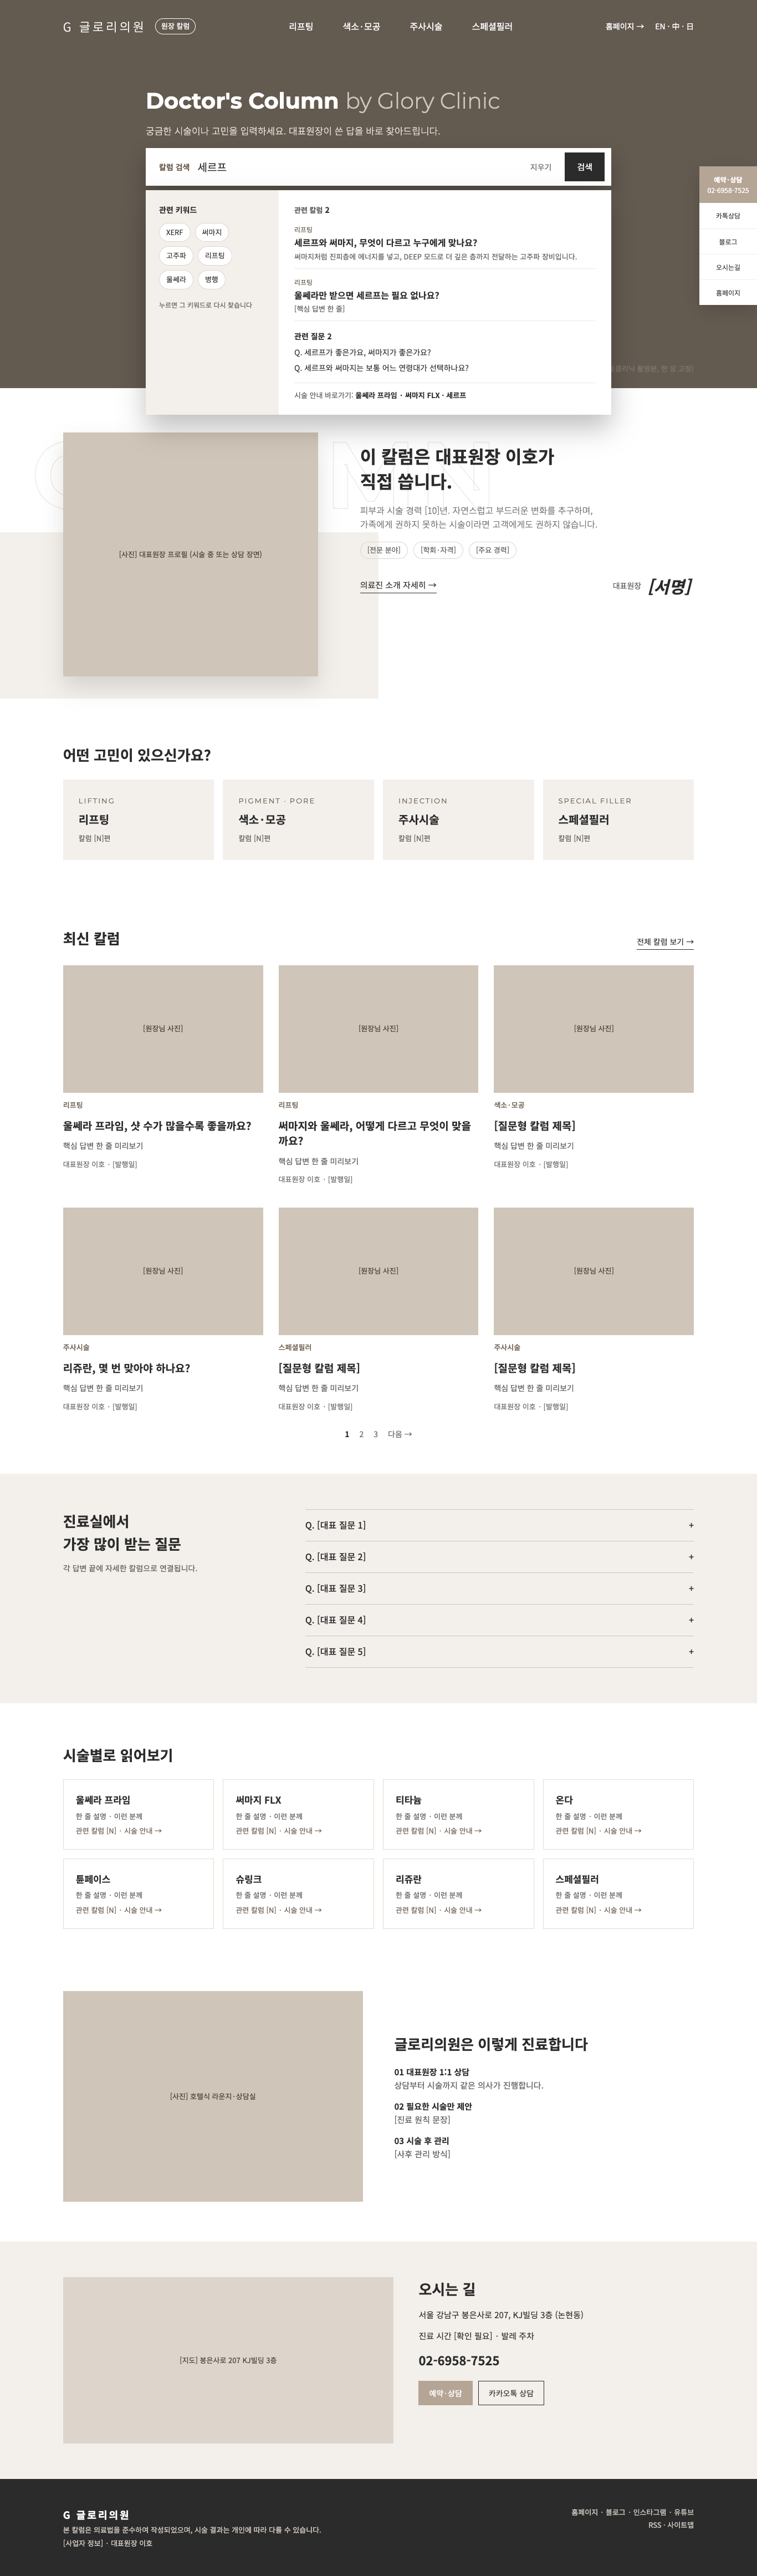 G 글로리의원 원장 칼럼 리프팅 색소·모공 주사시술 스페셜필러 홈페이지 → EN · 中 · 日
Doctor's Column by Glory Clinic
궁금한 시술이나 고민을 입력하세요. 대표원장이 쓴 답을 바로 찾아드립니다.
칼럼 검색 세르프 지우기 검색
예약·상담
02-6958-7525
카톡상담
블로그
오시는길
홈페이지
관련 키워드
XERF 써마지
고주파 리프팅
울쎄라 병행
누르면 그 키워드로 다시 찾습니다
관련 칼럼 2
리프팅
세르프와 써마지, 무엇이 다르고 누구에게 맞나요?
써마지처럼 진피층에 에너지를 넣고, DEEP 모드로 더 깊은 층까지 전달하는 고주파 장비입니다.
리프팅
울쎄라만 받으면 세르프는 필요 없나요?
[핵심 답변 한 줄]
관련 질문 2
Q. 세르프가 좋은가요, 써마지가 좋은가요?
Q. 세르프와 써마지는 보통 어느 연령대가 선택하나요?
시술 안내 바로가기: 울쎄라 프라임 · 써마지 FLX · 세르프
[사진] 대표원장 프로필 (시술 중 또는 상담 장면)
이 칼럼은 대표원장 이호가
직접 씁니다.
피부과 시술 경력 [10]년. 자연스럽고 부드러운 변화를 추구하며,
가족에게 권하지 못하는 시술이라면 고객에게도 권하지 않습니다.
[전문 분야] [학회·자격] [주요 경력]
의료진 소개 자세히 → 대표원장 [서명]
어떤 고민이 있으신가요?
LIFTING
리프팅
칼럼 [N]편
PIGMENT · PORE
색소·모공
칼럼 [N]편
INJECTION
주사시술
칼럼 [N]편
SPECIAL FILLER
스페셜필러
칼럼 [N]편
최신 칼럼 전체 칼럼 보기 →
[원장님 사진]
리프팅
울쎄라 프라임, 샷 수가 많을수록 좋을까요?
핵심 답변 한 줄 미리보기
대표원장 이호 · [발행일]
[원장님 사진]
리프팅
써마지와 울쎄라, 어떻게 다르고 무엇이 맞을
까요?
핵심 답변 한 줄 미리보기
대표원장 이호 · [발행일]
[원장님 사진]
색소·모공
[질문형 칼럼 제목]
핵심 답변 한 줄 미리보기
대표원장 이호 · [발행일]
[원장님 사진]
주사시술
리쥬란, 몇 번 맞아야 하나요?
핵심 답변 한 줄 미리보기
대표원장 이호 · [발행일]
[원장님 사진]
스페셜필러
[질문형 칼럼 제목]
핵심 답변 한 줄 미리보기
대표원장 이호 · [발행일]
[원장님 사진]
주사시술
[질문형 칼럼 제목]
핵심 답변 한 줄 미리보기
대표원장 이호 · [발행일]
1 2 3 다음 →
진료실에서
가장 많이 받는 질문
각 답변 끝에 자세한 칼럼으로 연결됩니다.
Q. [대표 질문 1] +
Q. [대표 질문 2] +
Q. [대표 질문 3] +
Q. [대표 질문 4] +
Q. [대표 질문 5] +
시술별로 읽어보기
울쎄라 프라임
한 줄 설명 · 이런 분께
관련 칼럼 [N] · 시술 안내 →
써마지 FLX
한 줄 설명 · 이런 분께
관련 칼럼 [N] · 시술 안내 →
티타늄
한 줄 설명 · 이런 분께
관련 칼럼 [N] · 시술 안내 →
온다
한 줄 설명 · 이런 분께
관련 칼럼 [N] · 시술 안내 →
튠페이스
한 줄 설명 · 이런 분께
관련 칼럼 [N] · 시술 안내 →
슈링크
한 줄 설명 · 이런 분께
관련 칼럼 [N] · 시술 안내 →
리쥬란
한 줄 설명 · 이런 분께
관련 칼럼 [N] · 시술 안내 →
스페셜필러
한 줄 설명 · 이런 분께
관련 칼럼 [N] · 시술 안내 →
[사진] 호텔식 라운지·상담실
글로리의원은 이렇게 진료합니다
01 대표원장 1:1 상담
상담부터 시술까지 같은 의사가 진행합니다.
02 필요한 시술만 제안
[진료 원칙 문장]
03 시술 후 관리
[사후 관리 방식]
[지도] 봉은사로 207 KJ빌딩 3층
오시는 길
서울 강남구 봉은사로 207, KJ빌딩 3층 (논현동)
진료 시간 [확인 필요] · 발레 주차
02-6958-7525
예약·상담 카카오톡 상담
G 글로리의원
본 칼럼은 의료법을 준수하여 작성되었으며, 시술 결과는 개인에 따라 다를 수 있습니다.
[사업자 정보] · 대표원장 이호
홈페이지 · 블로그 · 인스타그램 · 유튜브
RSS · 사이트맵